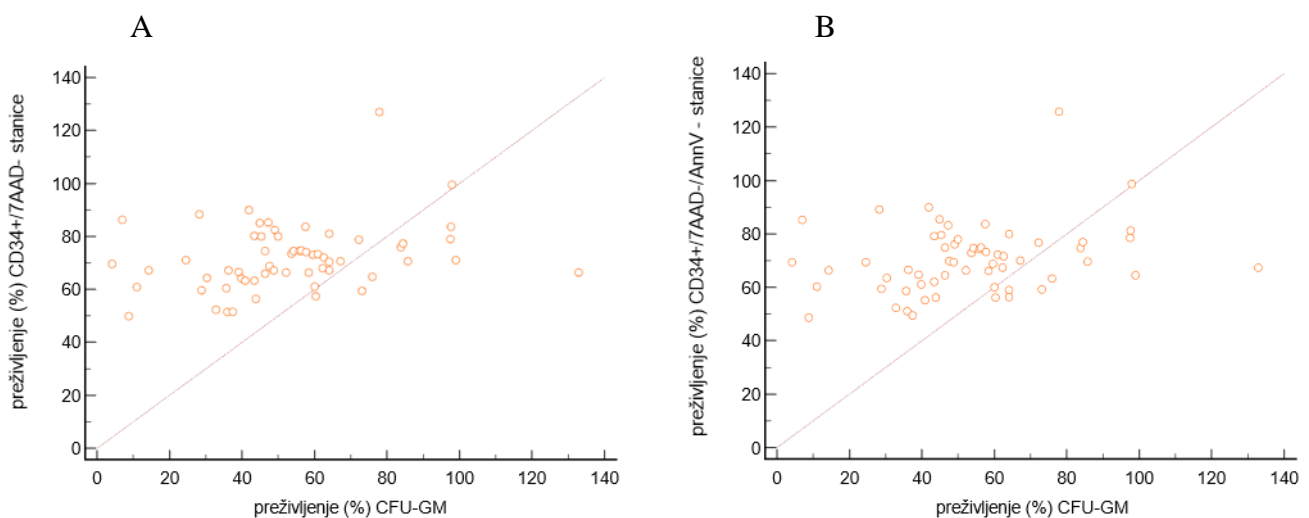 A
B
preživljenje (%) CD34+/7AAD- stanice
140
120
100
80
60
40
20
0
0 20 40 60 80 100 120 140
preživljenje (%) CFU-GM
preživljenje (%) CD34+/7AAD-/AnnV - stanice
140
120
100
80
60
40
20
0
0 20 40 60 80 100 120 140
preživljenje (%) CFU-GM